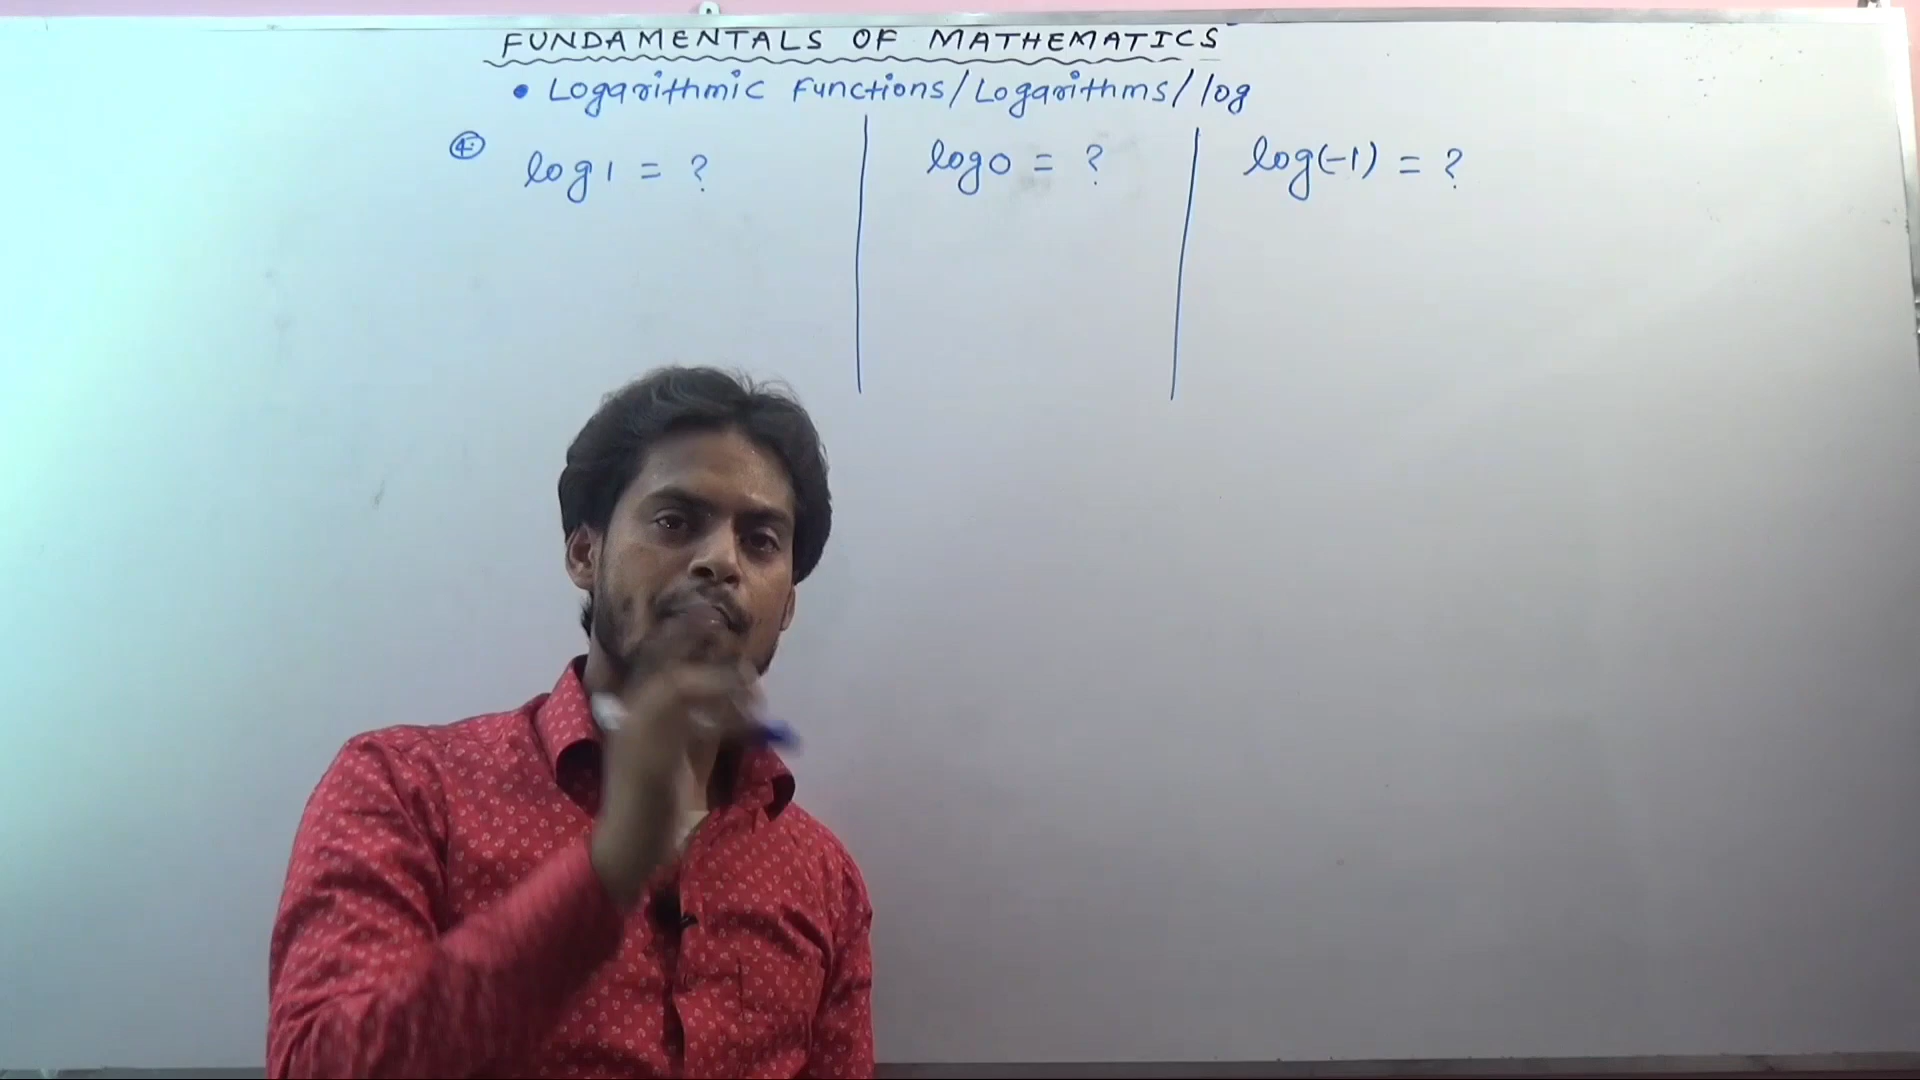 FUNDAMENTALS OF MATHEMATICS
• Logarithmic Functions/Logarithms/log
④ log 1 = ? log 0 = ? log(-1) = ?